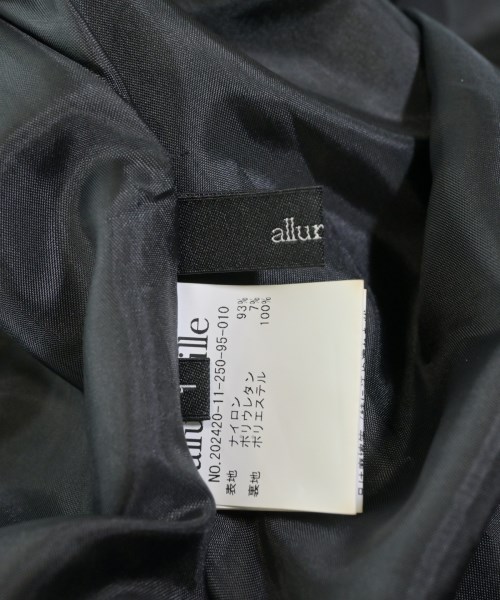 allur
ille
1
NO.202420-11-250-95-010
表地 ナイロン 93%
ポリウレタン 7%
裏地 ポリエステル 100%